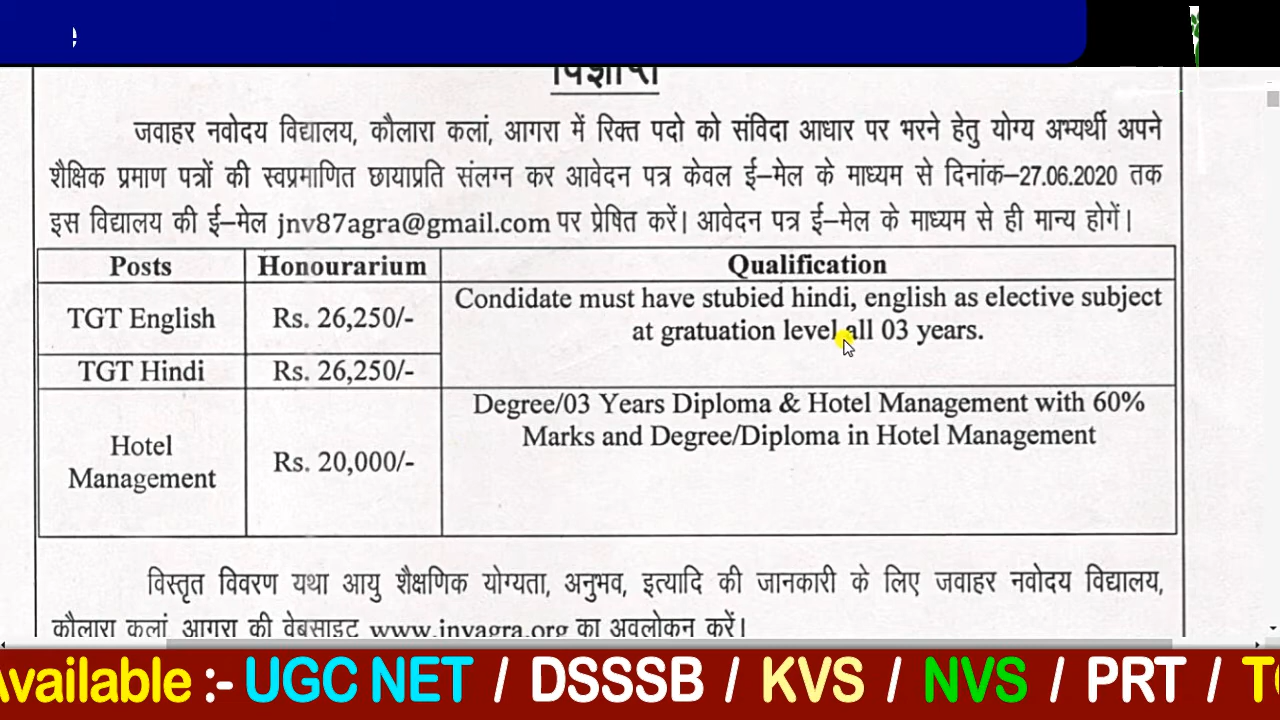 विज्ञप्ति
जवाहर नवोदय विद्यालय, कौलारा कलां, आगरा में रिक्त पदो को संविदा आधार पर भरने हेतु योग्य अभ्यर्थी अपने
शैक्षिक प्रमाण पत्रों की स्वप्रमाणित छायाप्रति संलग्न कर आवेदन पत्र केवल ई–मेल के माध्यम से दिनांक–27.06.2020 तक
इस विद्यालय की ई–मेल jnv87agra@gmail.com पर प्रेषित करें। आवेदन पत्र ई–मेल के माध्यम से ही मान्य होगें।
Posts Honourarium Qualification
TGT English Rs. 26,250/- Condidate must have stubied hindi, english as elective subject
at gratuation level all 03 years.
TGT Hindi Rs. 26,250/-
Hotel Management Rs. 20,000/- Degree/03 Years Diploma & Hotel Management with 60%
Marks and Degree/Diploma in Hotel Management
विस्तृत विवरण यथा आयु शैक्षणिक योग्यता, अनुभव, इत्यादि की जानकारी के लिए जवाहर नवोदय विद्यालय,
कौलारा कलां, आगरा की वेबसाइट www.jnvagra.org का अवलोकन करें।
Available :- UGC NET / DSSSB / KVS / NVS / PRT /